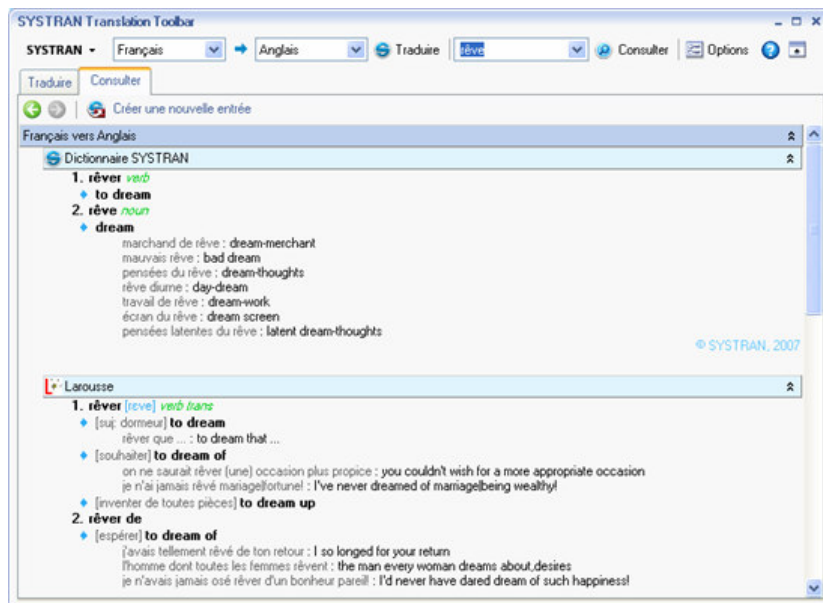 SYSTRAN Translation Toolbar
SYSTRAN Français Anglais Traduire rêve Consulter Options
Traduire Consulter
Créer une nouvelle entrée
Français vers Anglais
Dictionnaire SYSTRAN
1. rêver verb
to dream
2. rêve noun
dream
marchand de rêve : dream-merchant
mauvais rêve : bad dream
pensées du rêve : dream-thoughts
rêve diurne : day-dream
travail de rêve : dream-work
écran du rêve : dream screen
pensées latentes du rêve : latent dream-thoughts
© SYSTRAN, 2007
Larousse
1. rêver [rɛve] verb trans
[suj: dormeur] to dream
rêver que ... : to dream that ...
[souhaiter] to dream of
on ne saurait rêver (une) occasion plus propice : you couldn't wish for a more appropriate occasion
je n'ai jamais rêvé mariage|fortune! : I've never dreamed of marriage|being wealthy!
[inventer de toutes pièces] to dream up
2. rêver de
[espérer] to dream of
j'avais tellement rêvé de ton retour : I so longed for your return
l'homme dont toutes les femmes rêvent : the man every woman dreams about,desires
je n'avais jamais osé rêver d'un bonheur pareil! : I'd never have dared dream of such happiness!